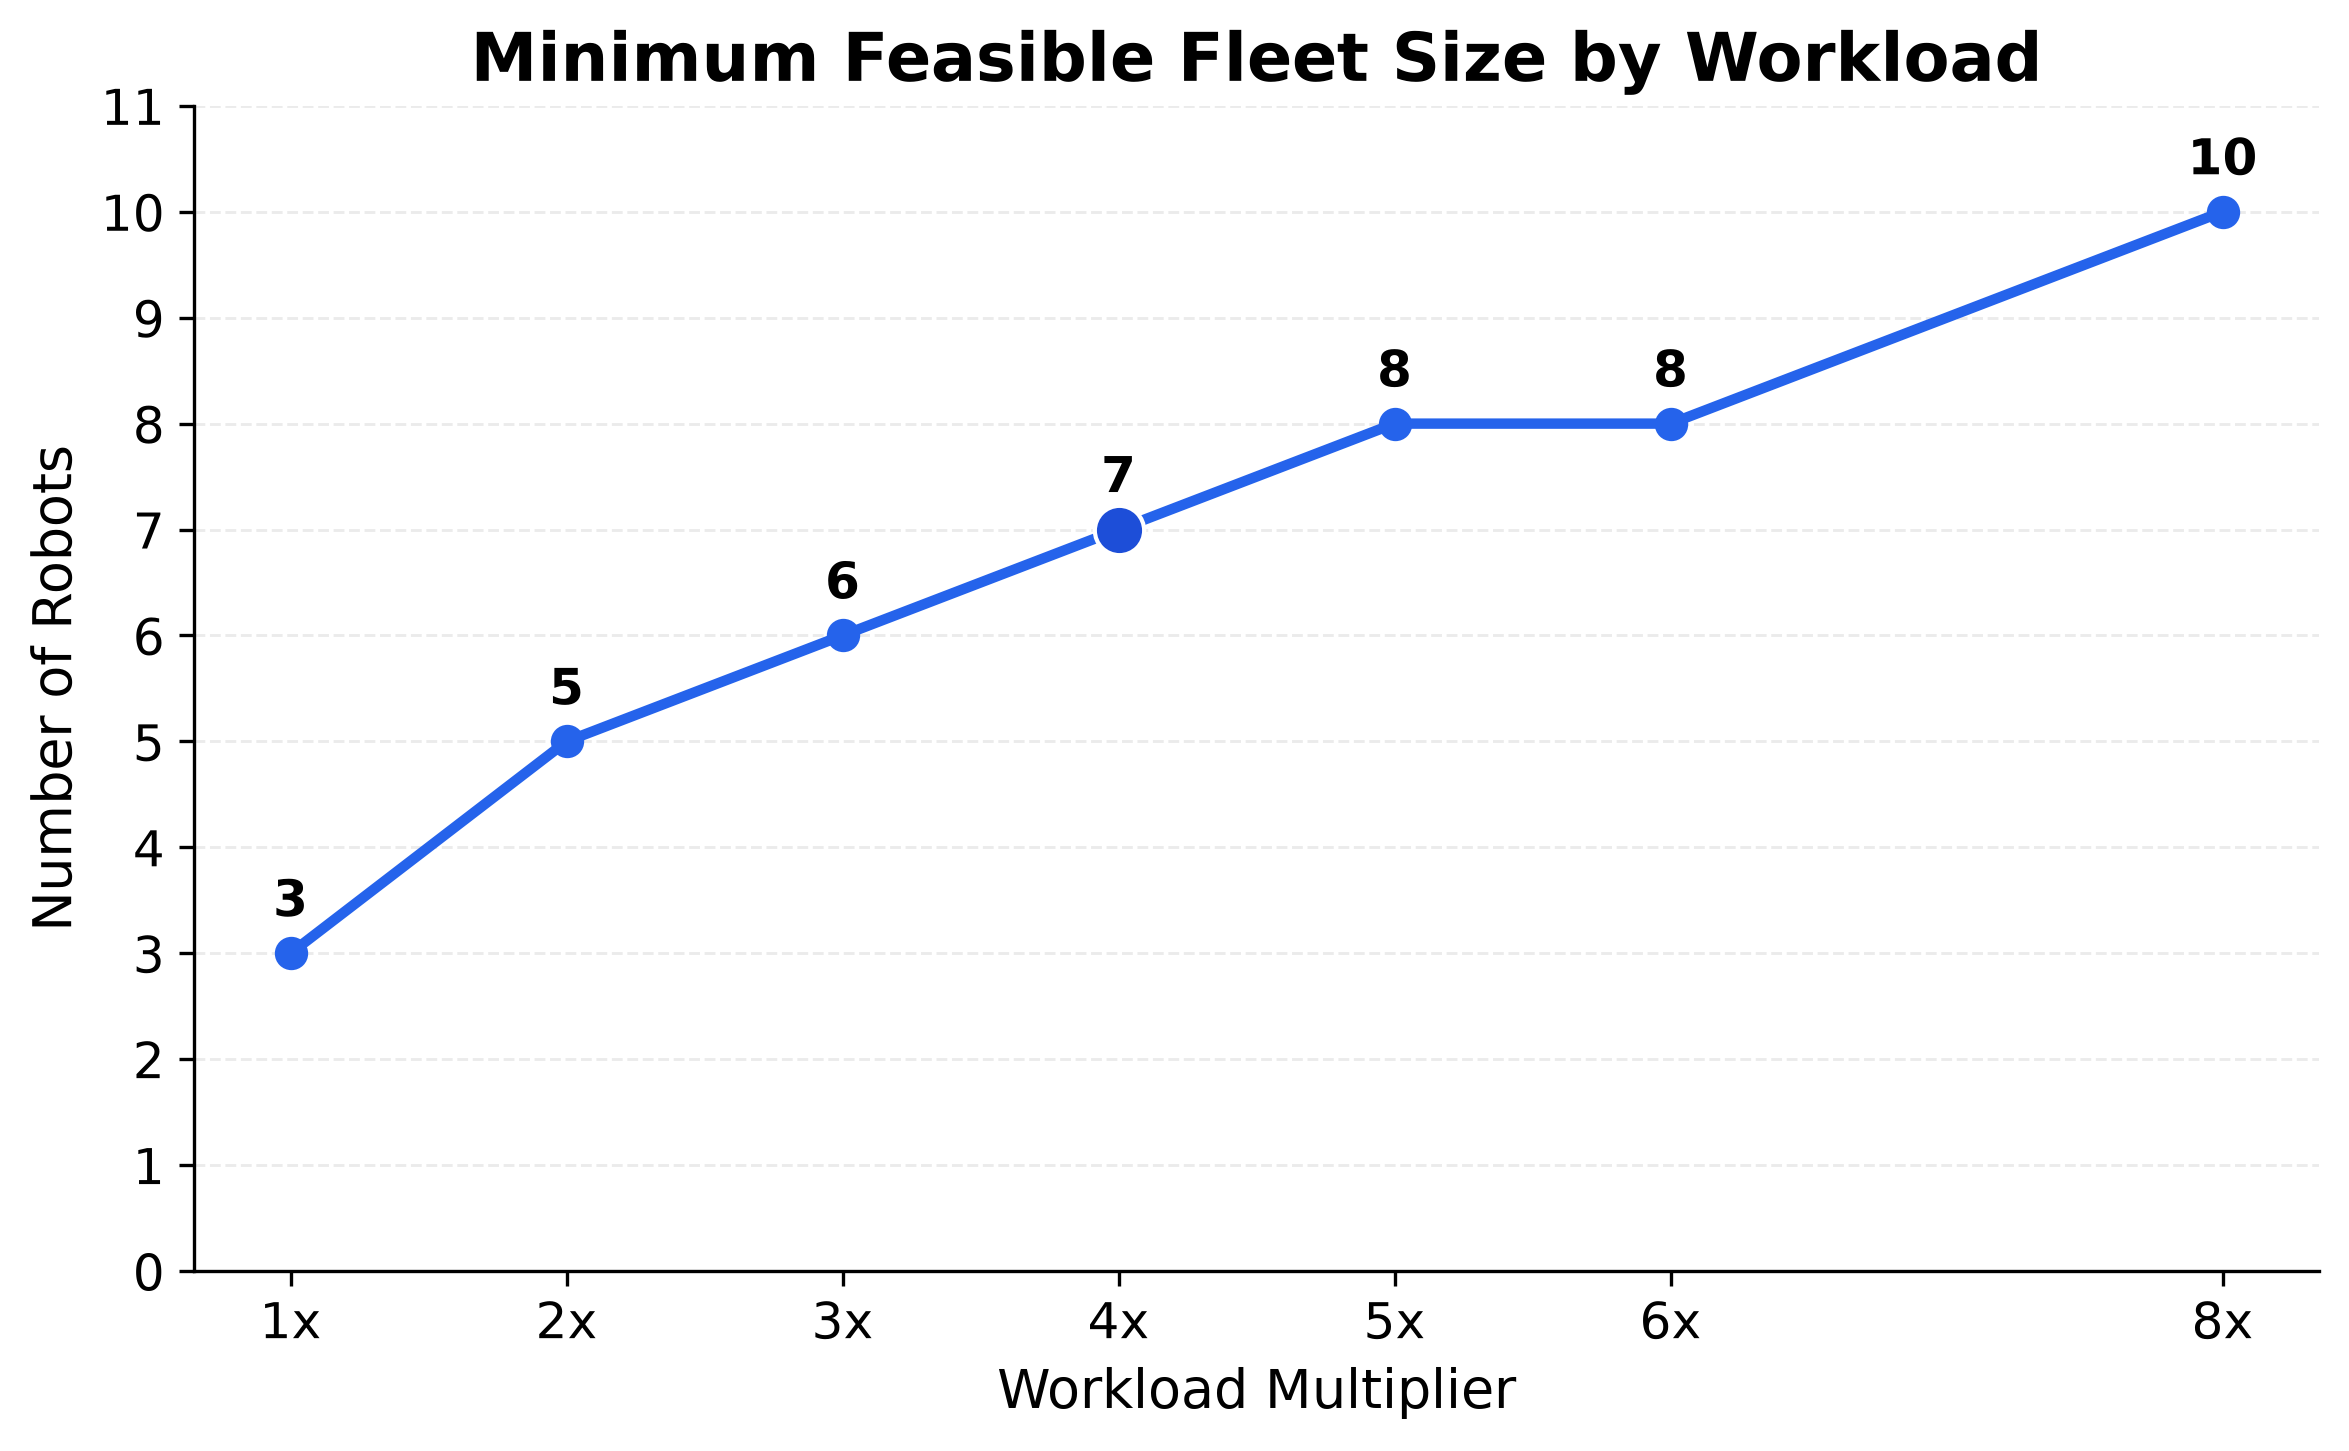 Minimum Feasible Fleet Size by Workload
11
10
9
8
7
6
5
4
3
2
1
0
Number of Robots
3
5
6
7
8
8
10
1x
2x
3x
4x
5x
6x
8x
Workload Multiplier